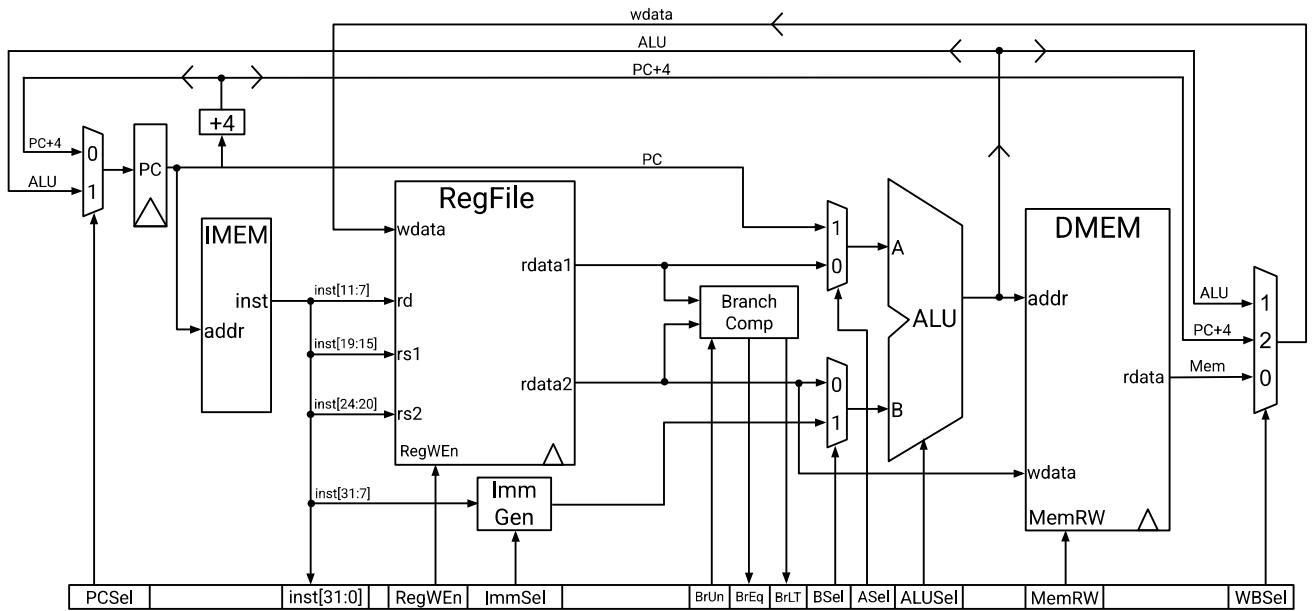 wdata
ALU
PC+4
+4
PC+4
0
ALU
1
PC
PC
IMEM
inst
addr
RegFile
wdata
rdata1
inst[11:7]
rd
inst[19:15]
rs1
rdata2
inst[24:20]
rs2
RegWEn
inst[31:7]
Imm
Gen
Branch
Comp
1
0
0
1
A
ALU
B
DMEM
addr
rdata
wdata
MemRW
ALU
1
PC+4
2
Mem
0
PCSel
inst[31:0]
RegWEn
ImmSel
BrUn
BrEq
BrLT
BSel
ASel
ALUSel
MemRW
WBSel